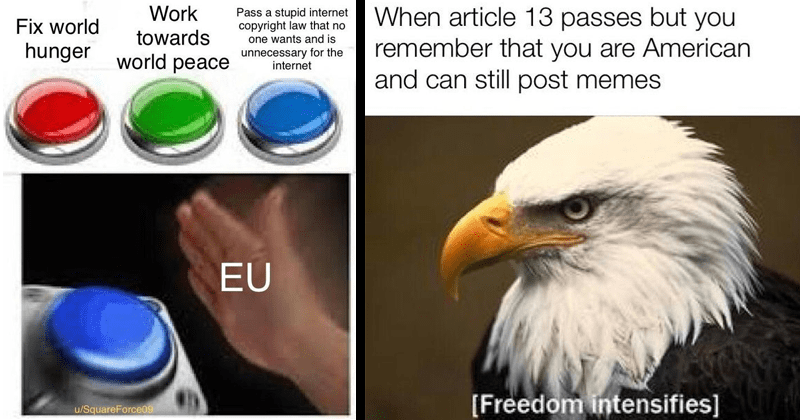 Fix world
hunger
Work
towards
world peace
Pass a stupid internet
copyright law that no
one wants and is
unnecessary for the
internet
EU
u/SquareForce09
When article 13 passes but you
remember that you are American
and can still post memes
[Freedom intensifies]